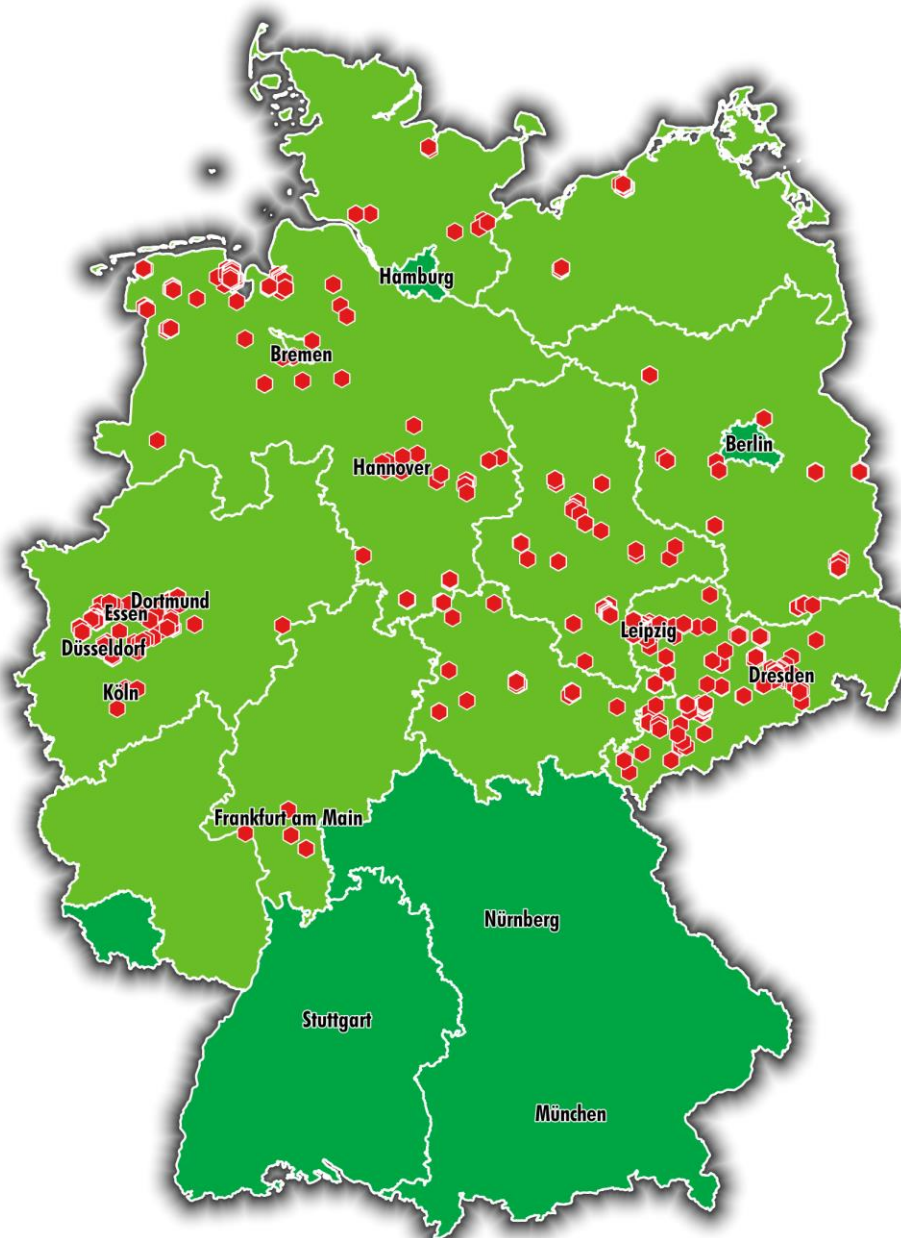 Hamburg
Bremen
Berlin
Hannover
Dortmund
Essen
Düsseldorf
Leipzig
Dresden
Köln
Frankfurt am Main
Nürnberg
Stuttgart
München